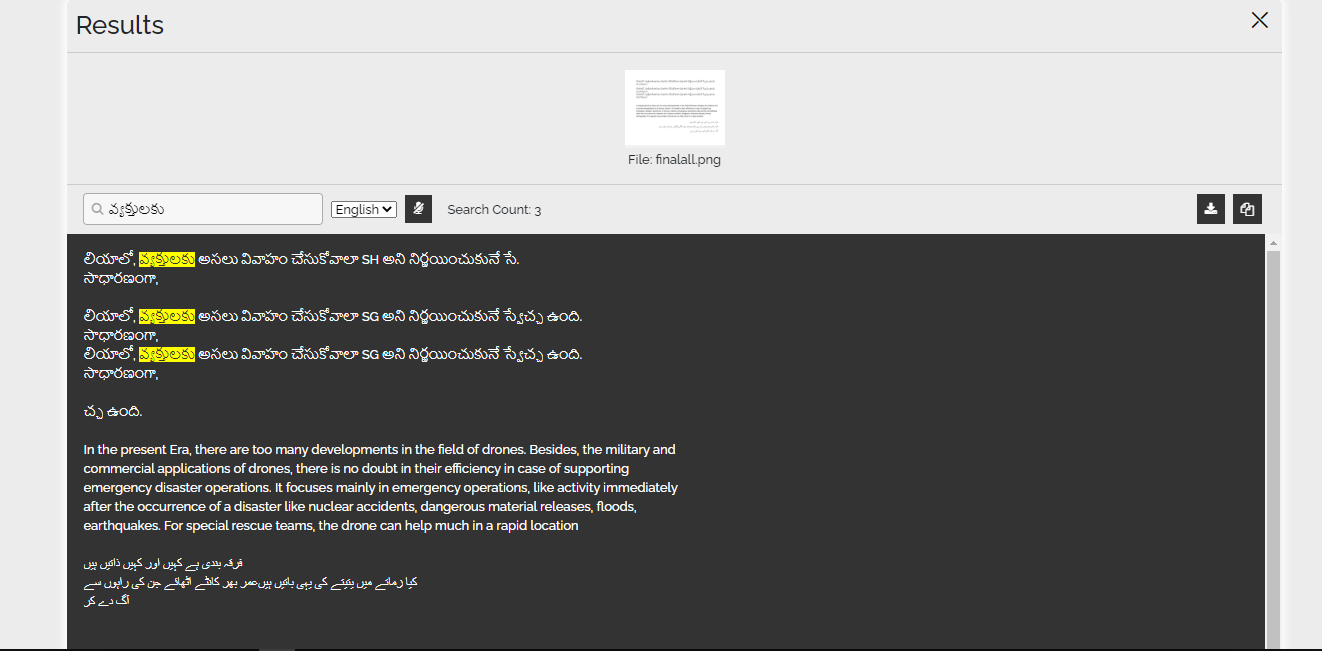 Results
File: finalall.png
వ్యక్తులకు
English
Search Count: 3
లియాలో, వ్యక్తులకు అసలు వివాహం చేసుకోవాలా SH అని నిర్ణయించుకునే సే.
సాధారణంగా,
లియాలో, వ్యక్తులకు అసలు వివాహం చేసుకోవాలా SG అని నిర్ణయించుకునే స్వేచ్ఛ ఉంది.
సాధారణంగా,
లియాలో, వ్యక్తులకు అసలు వివాహం చేసుకోవాలా SG అని నిర్ణయించుకునే స్వేచ్ఛ ఉంది.
సాధారణంగా,
చ్ఛ ఉంది.
In the present Era, there are too many developments in the field of drones. Besides, the military and
commercial applications of drones, there is no doubt in their efficiency in case of supporting
emergency disaster operations. It focuses mainly in emergency operations, like activity immediately
after the occurrence of a disaster like nuclear accidents, dangerous material releases, floods,
earthquakes. For special rescue teams, the drone can help much in a rapid location
فرقہ بندی ہے کہیں اور کہیں ذاتیں ہیں
کیا زمانے میں پنپنے کی یہی باتیں ہیںعمر بھر کانٹے اٹھائے جن کی راہوں سے
آگ دے کر